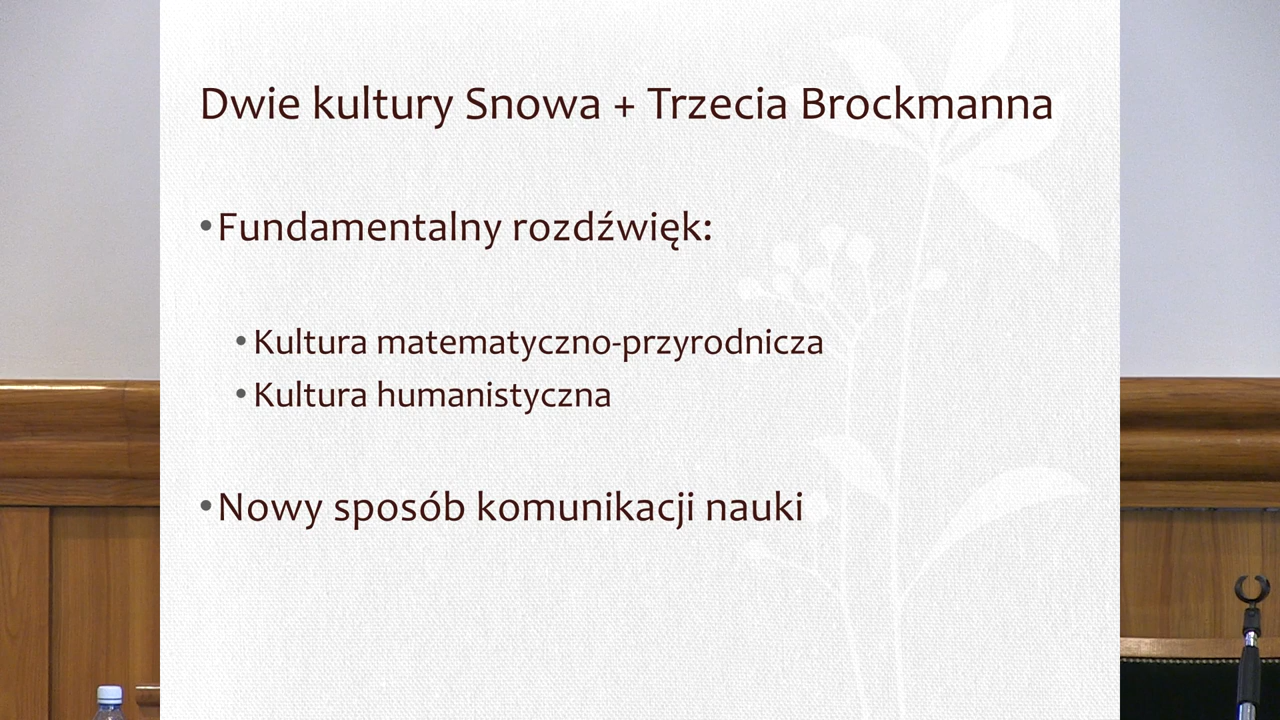 Dwie kultury Snowa + Trzecia Brockmanna
•Fundamentalny rozdźwięk:
•Kultura matematyczno-przyrodnicza
•Kultura humanistyczna
•Nowy sposób komunikacji nauki